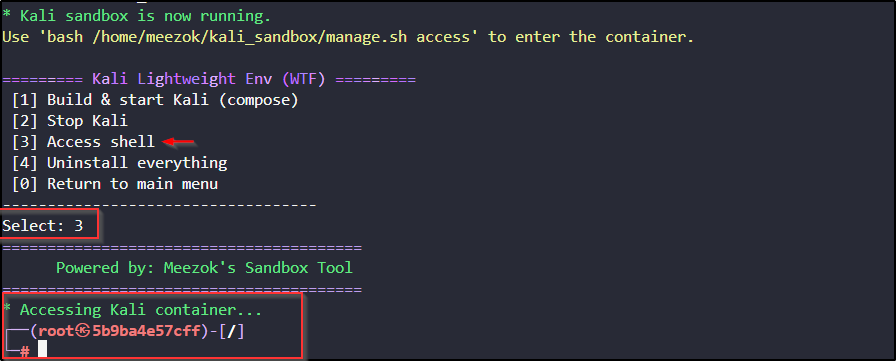 * Kali sandbox is now running.
Use 'bash /home/meezok/kali_sandbox/manage.sh access' to enter the container.
========= Kali Lightweight Env (WTF) =========
[1] Build & start Kali (compose)
[2] Stop Kali
[3] Access shell
[4] Uninstall everything
[0] Return to main menu
----------------------------------
Select: 3
=======================================
Powered by: Meezok's Sandbox Tool
=======================================
* Accessing Kali container...
┌──(root㉿5b9ba4e57cff)-[/]
└─#